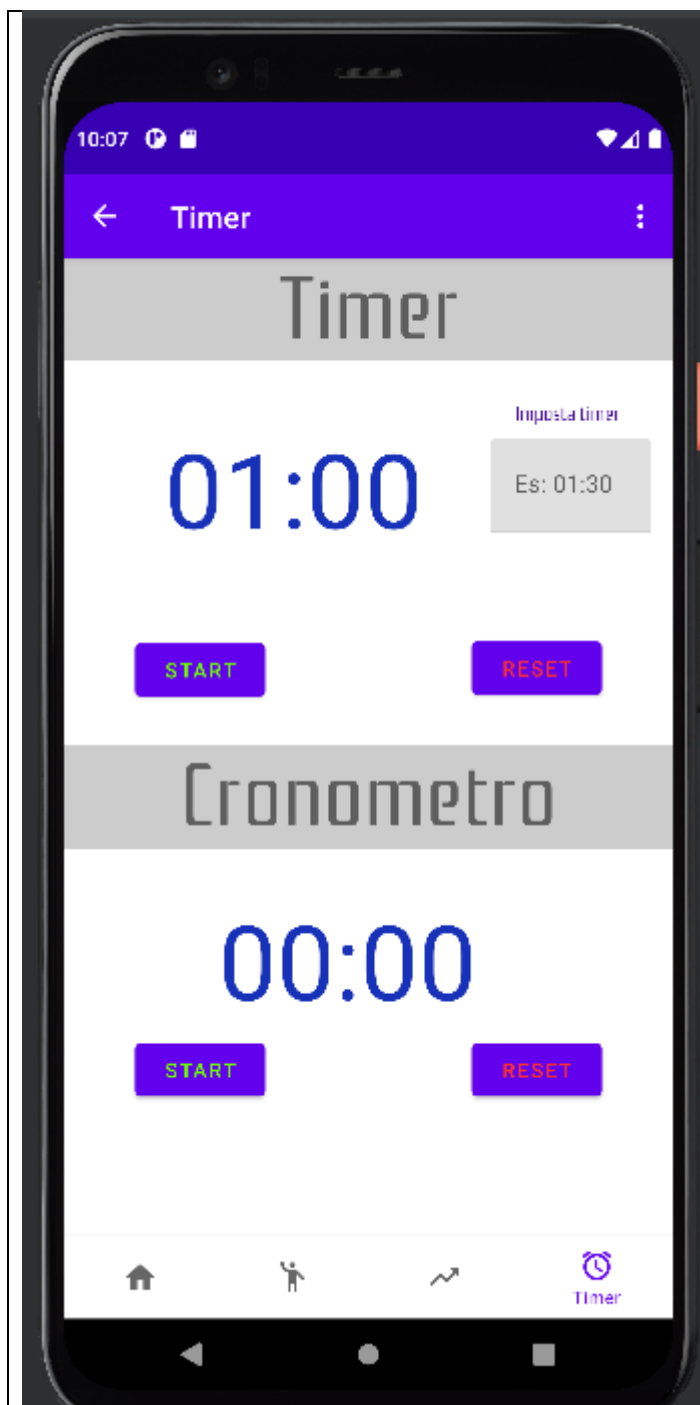 10:07
Timer
Timer
Imposta timer
01:00
Es: 01:30
START RESET
Cronometro
00:00
START RESET
Timer